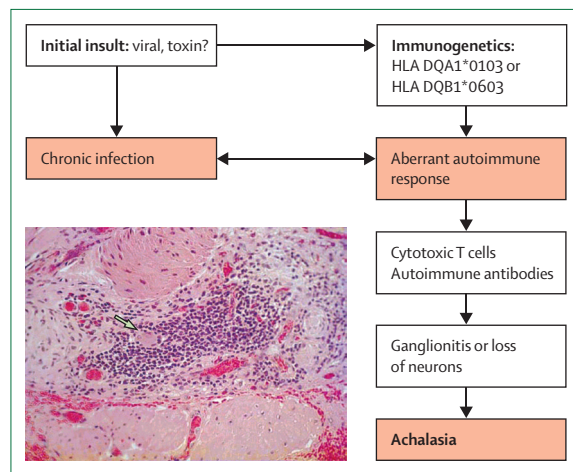 Initial insult: viral, toxin?
Immunogenetics:
HLA DQA1*0103 or
HLA DQB1*0603
Chronic infection
Aberrant autoimmune
response
Cytotoxic T cells
Autoimmune antibodies
Ganglionitis or loss
of neurons
Achalasia